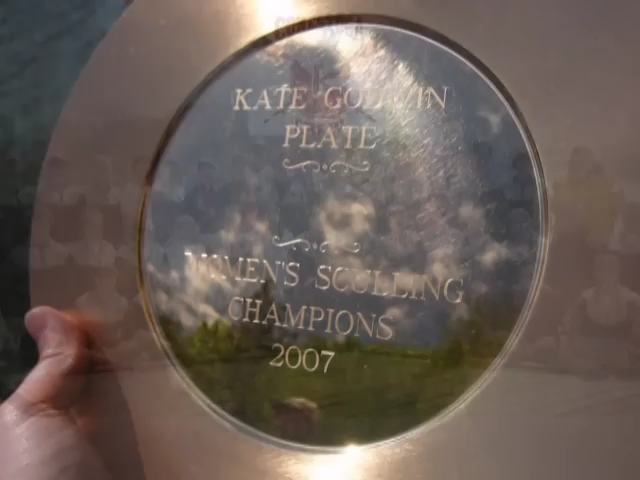 KATE GODWIN
PLATE
WOMEN'S SCULLING
CHAMPIONS
2007